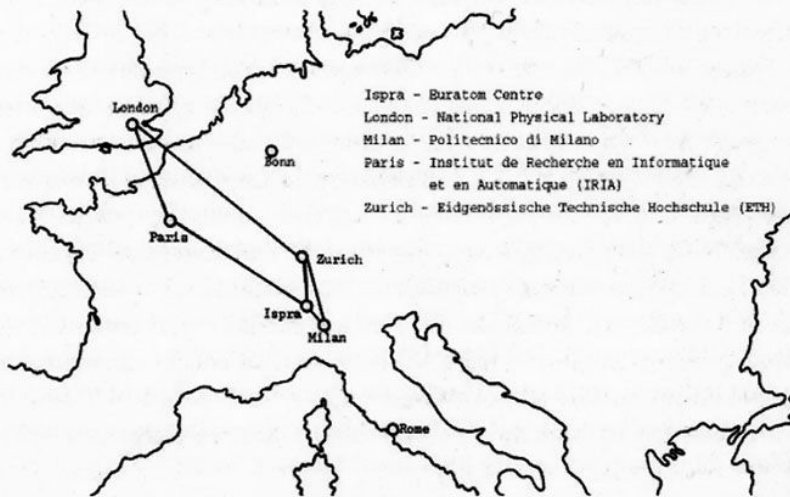 London
Bonn
Paris
Zurich
Ispra
Milan
Rome
Ispra - Euratom Centre
London - National Physical Laboratory
Milan - Politecnico di Milano
Paris - Institut de Recherche en Informatique
et en Automatique (IRIA)
Zurich - Eidgenössische Technische Hochschule (ETH)